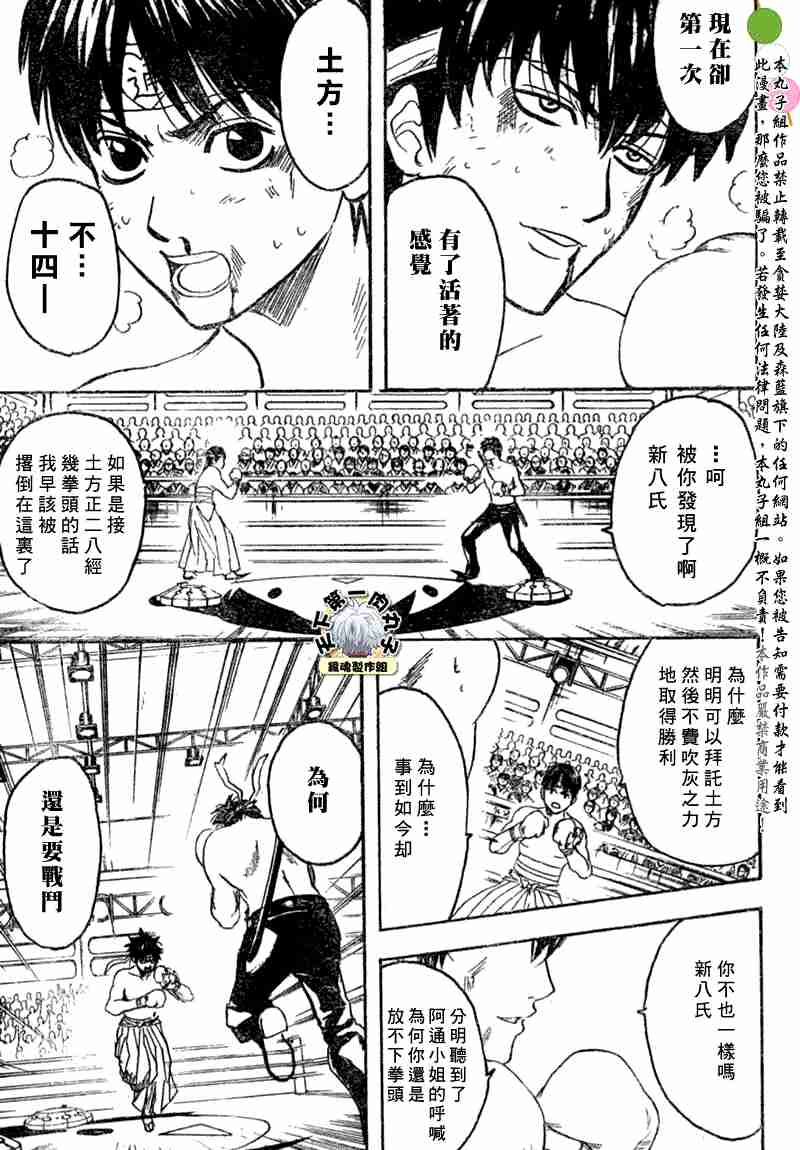 現在卻
第一次
有了活著的
感覺
土方…
不…
十四—
…呵
被你發現了啊
新八氏
如果是接
土方正二八經
幾拳頭的話
我早該被
撂倒在這裏了
為什麼
明明可以拜託土方
然後不費吹灰之力
地取得勝利
為什麼…
事到如今却
為何
還是要戰鬥
你不也一樣嗎
新八氏
分明聽到了
阿通小姐的呼喊
為何你還是
放不下拳頭
通
天下第一肉丸子
銀魂製作組
本丸子組作品禁止轉載至貪婪大陸及森藍旗下的任何網站。如果您被告知需要付款才能看到
此漫畫，那麼您被騙了。若發生任何法律問題，本丸子組一概不負責！本作品嚴禁商業用途！